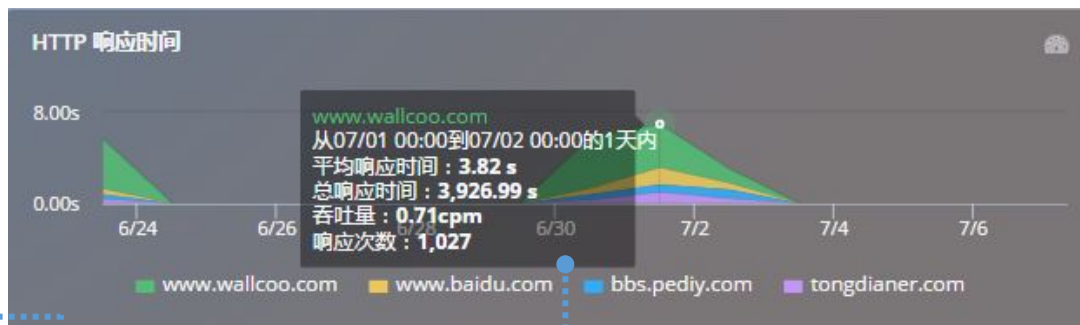 HTTP 响应时间
8.00s
www.wallcoo.com
从07/01 00:00到07/02 00:00的1天内
平均响应时间：3.82 s
总响应时间：3,926.99 s
吞吐量：0.71cpm
响应次数：1,027
0.00s
6/24 6/26 6/28 6/30 7/2 7/4 7/6
www.wallcoo.com www.baidu.com bbs.pediy.com tongdianer.com